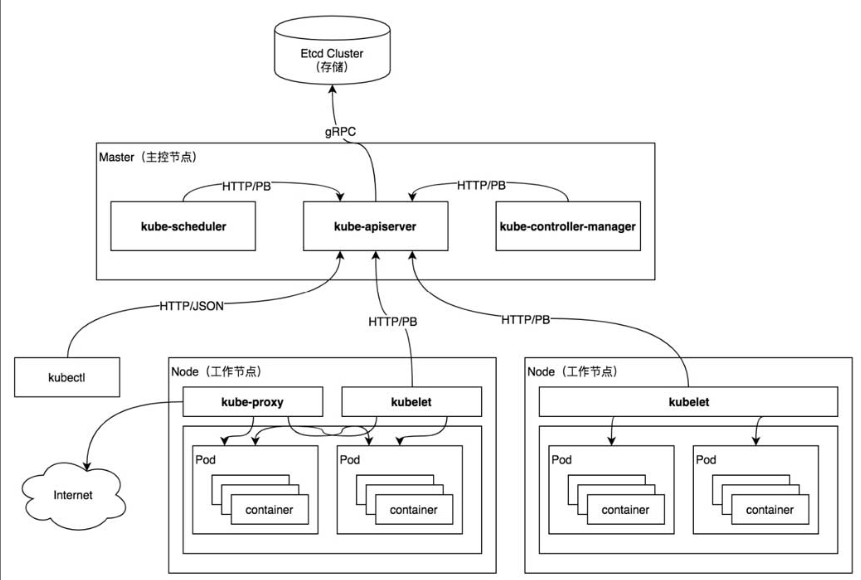 Etcd Cluster
（存储）
gRPC
Master（主控节点）
HTTP/PB
HTTP/PB
kube-scheduler
kube-apiserver
kube-controller-manager
HTTP/JSON
HTTP/PB
HTTP/PB
kubectl
Node（工作节点）
Node（工作节点）
kube-proxy
kubelet
kubelet
Pod
Pod
Pod
Pod
Internet
container
container
container
container